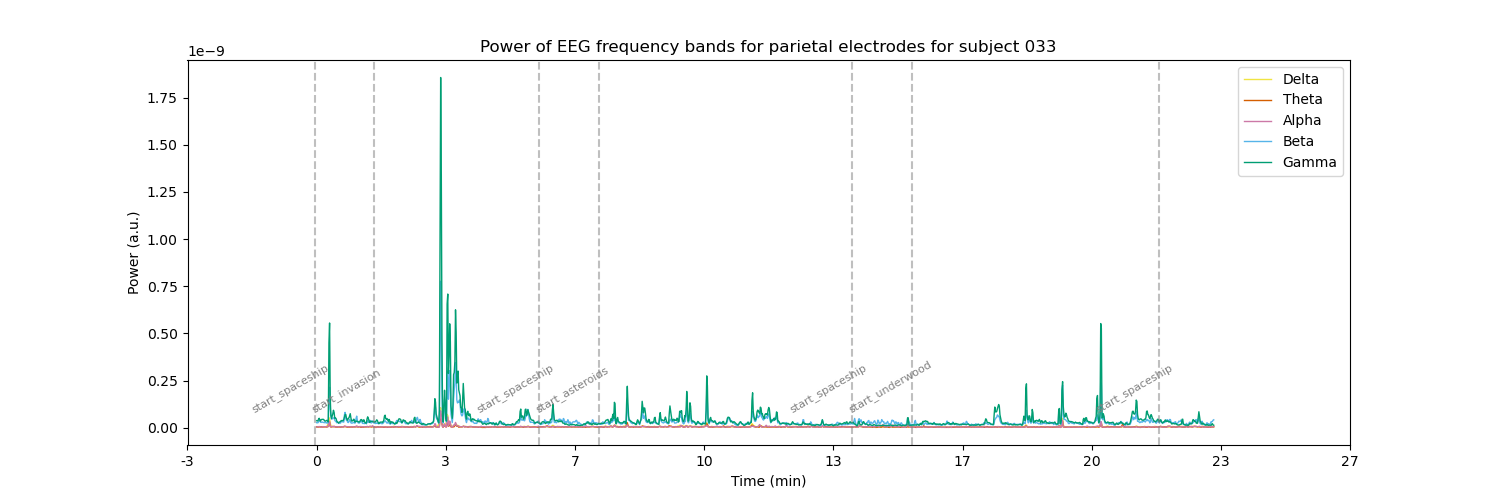 Power of EEG frequency bands for parietal electrodes for subject 033
1e−9
Power (a.u.)
1.75
1.50
1.25
1.00
0.75
0.50
0.25
0.00
Delta
Theta
Alpha
Beta
Gamma
start_spaceship
start_invasion
start_spaceship
start_asteroids
start_spaceship
start_underwood
start_spaceship
-3
0
3
7
10
13
17
20
23
27
Time (min)